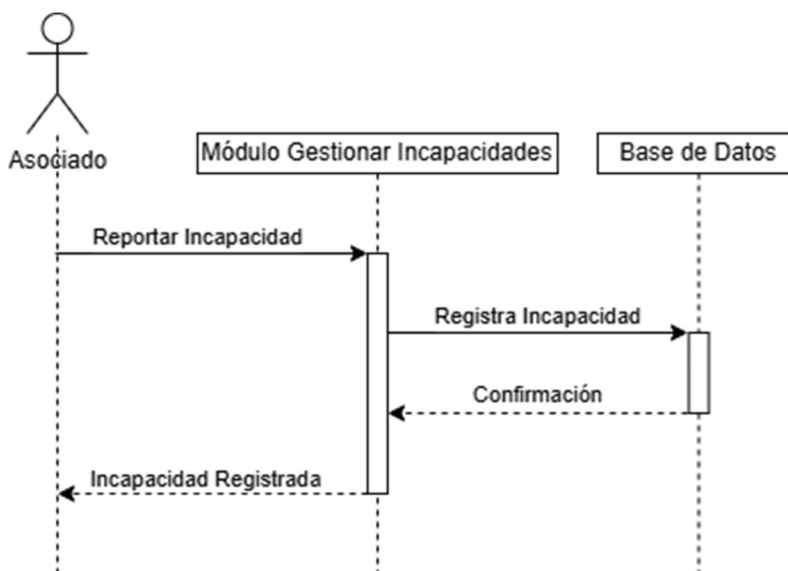 Asociado
Módulo Gestionar Incapacidades
Base de Datos
Reportar Incapacidad
Registra Incapacidad
Confirmación
Incapacidad Registrada